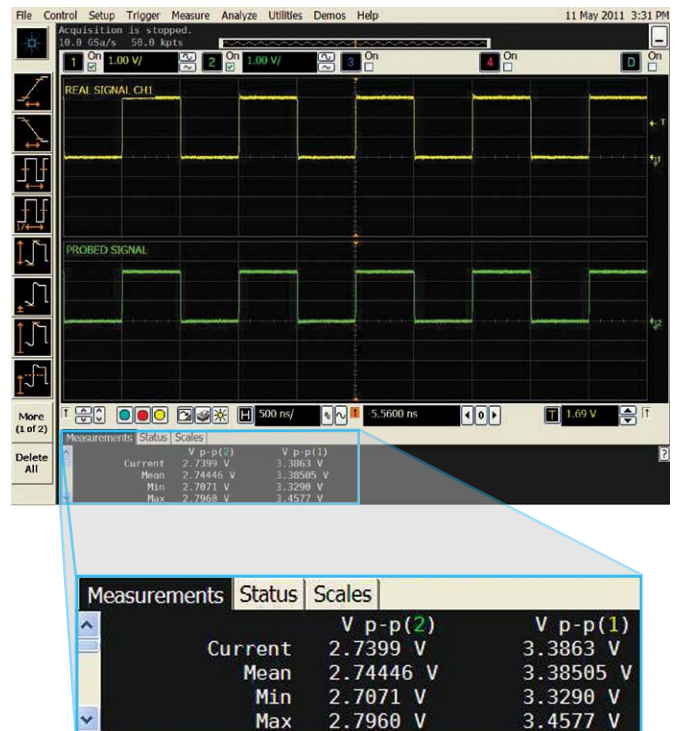 File Control Setup Trigger Measure Analyze Utilities Demos Help 11 May 2011 3:31 PM
Acquisition is stopped.
10.0 GSa/s 50.0 kpts
1 On 1.00 V/ 2 On 1.00 V/ 3 On 4 On D On
REAL SIGNAL CH1
T
1
PROBED SIGNAL
2
More
(1 of 2)
Delete
All
T H 500 ns/ -5.5600 ns 0 T 1.69 V
Measurements Status Scales
V p-p(2) V p-p(1)
Current 2.7399 V 3.3863 V
Mean 2.74446 V 3.38505 V
Min 2.7071 V 3.3290 V
Max 2.7960 V 3.4577 V
?
Measurements Status Scales
V p-p(2) V p-p(1)
Current 2.7399 V 3.3863 V
Mean 2.74446 V 3.38505 V
Min 2.7071 V 3.3290 V
Max 2.7960 V 3.4577 V